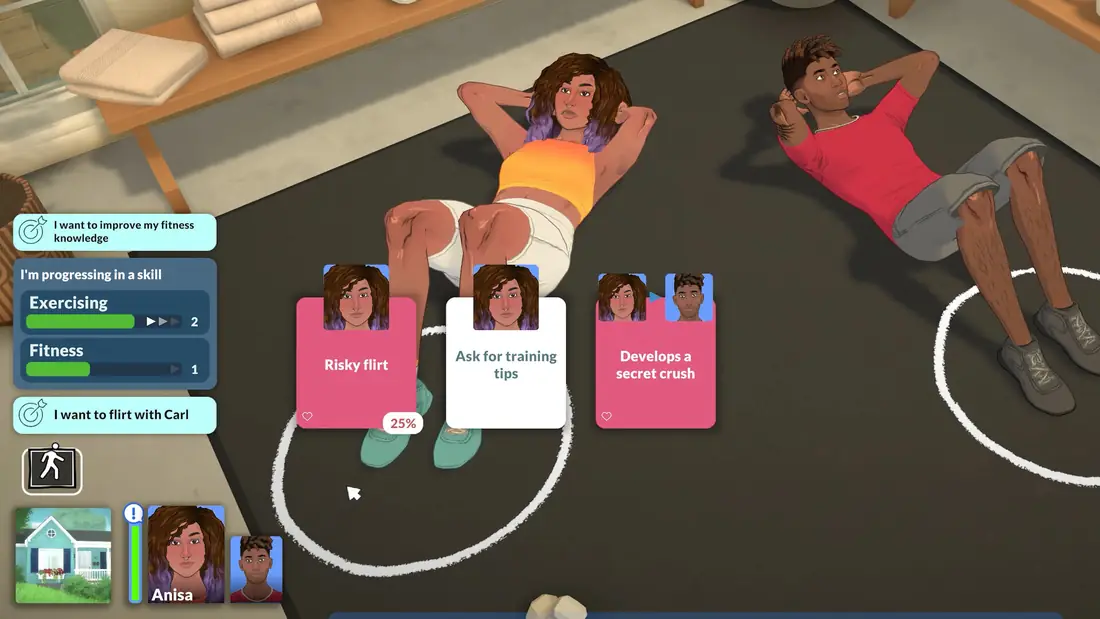 I want to improve my fitness
knowledge
I'm progressing in a skill
Exercising
2
Fitness
1
I want to flirt with Carl
Risky flirt
25%
Ask for training
tips
Develops a
secret crush
!
Anisa